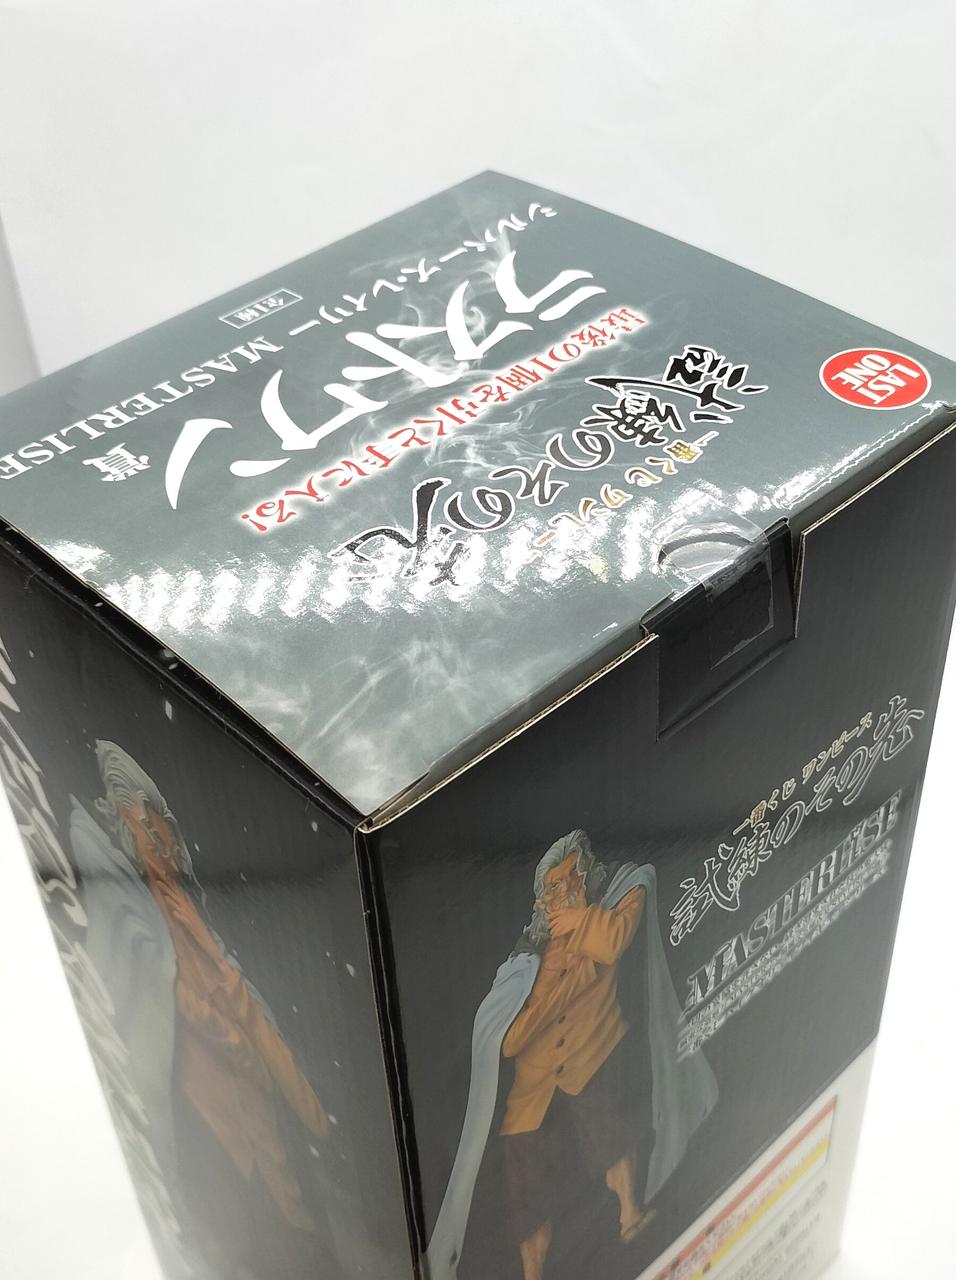 LAST
ONE
一番くじ ワンピース
試練のその先
最後の1個を引くと手に入る!
ラストワン
賞
シルバーズ・レイリー MASTERLISE
全1種
一番くじ ワンピース
試練のその先
MASTERLISE